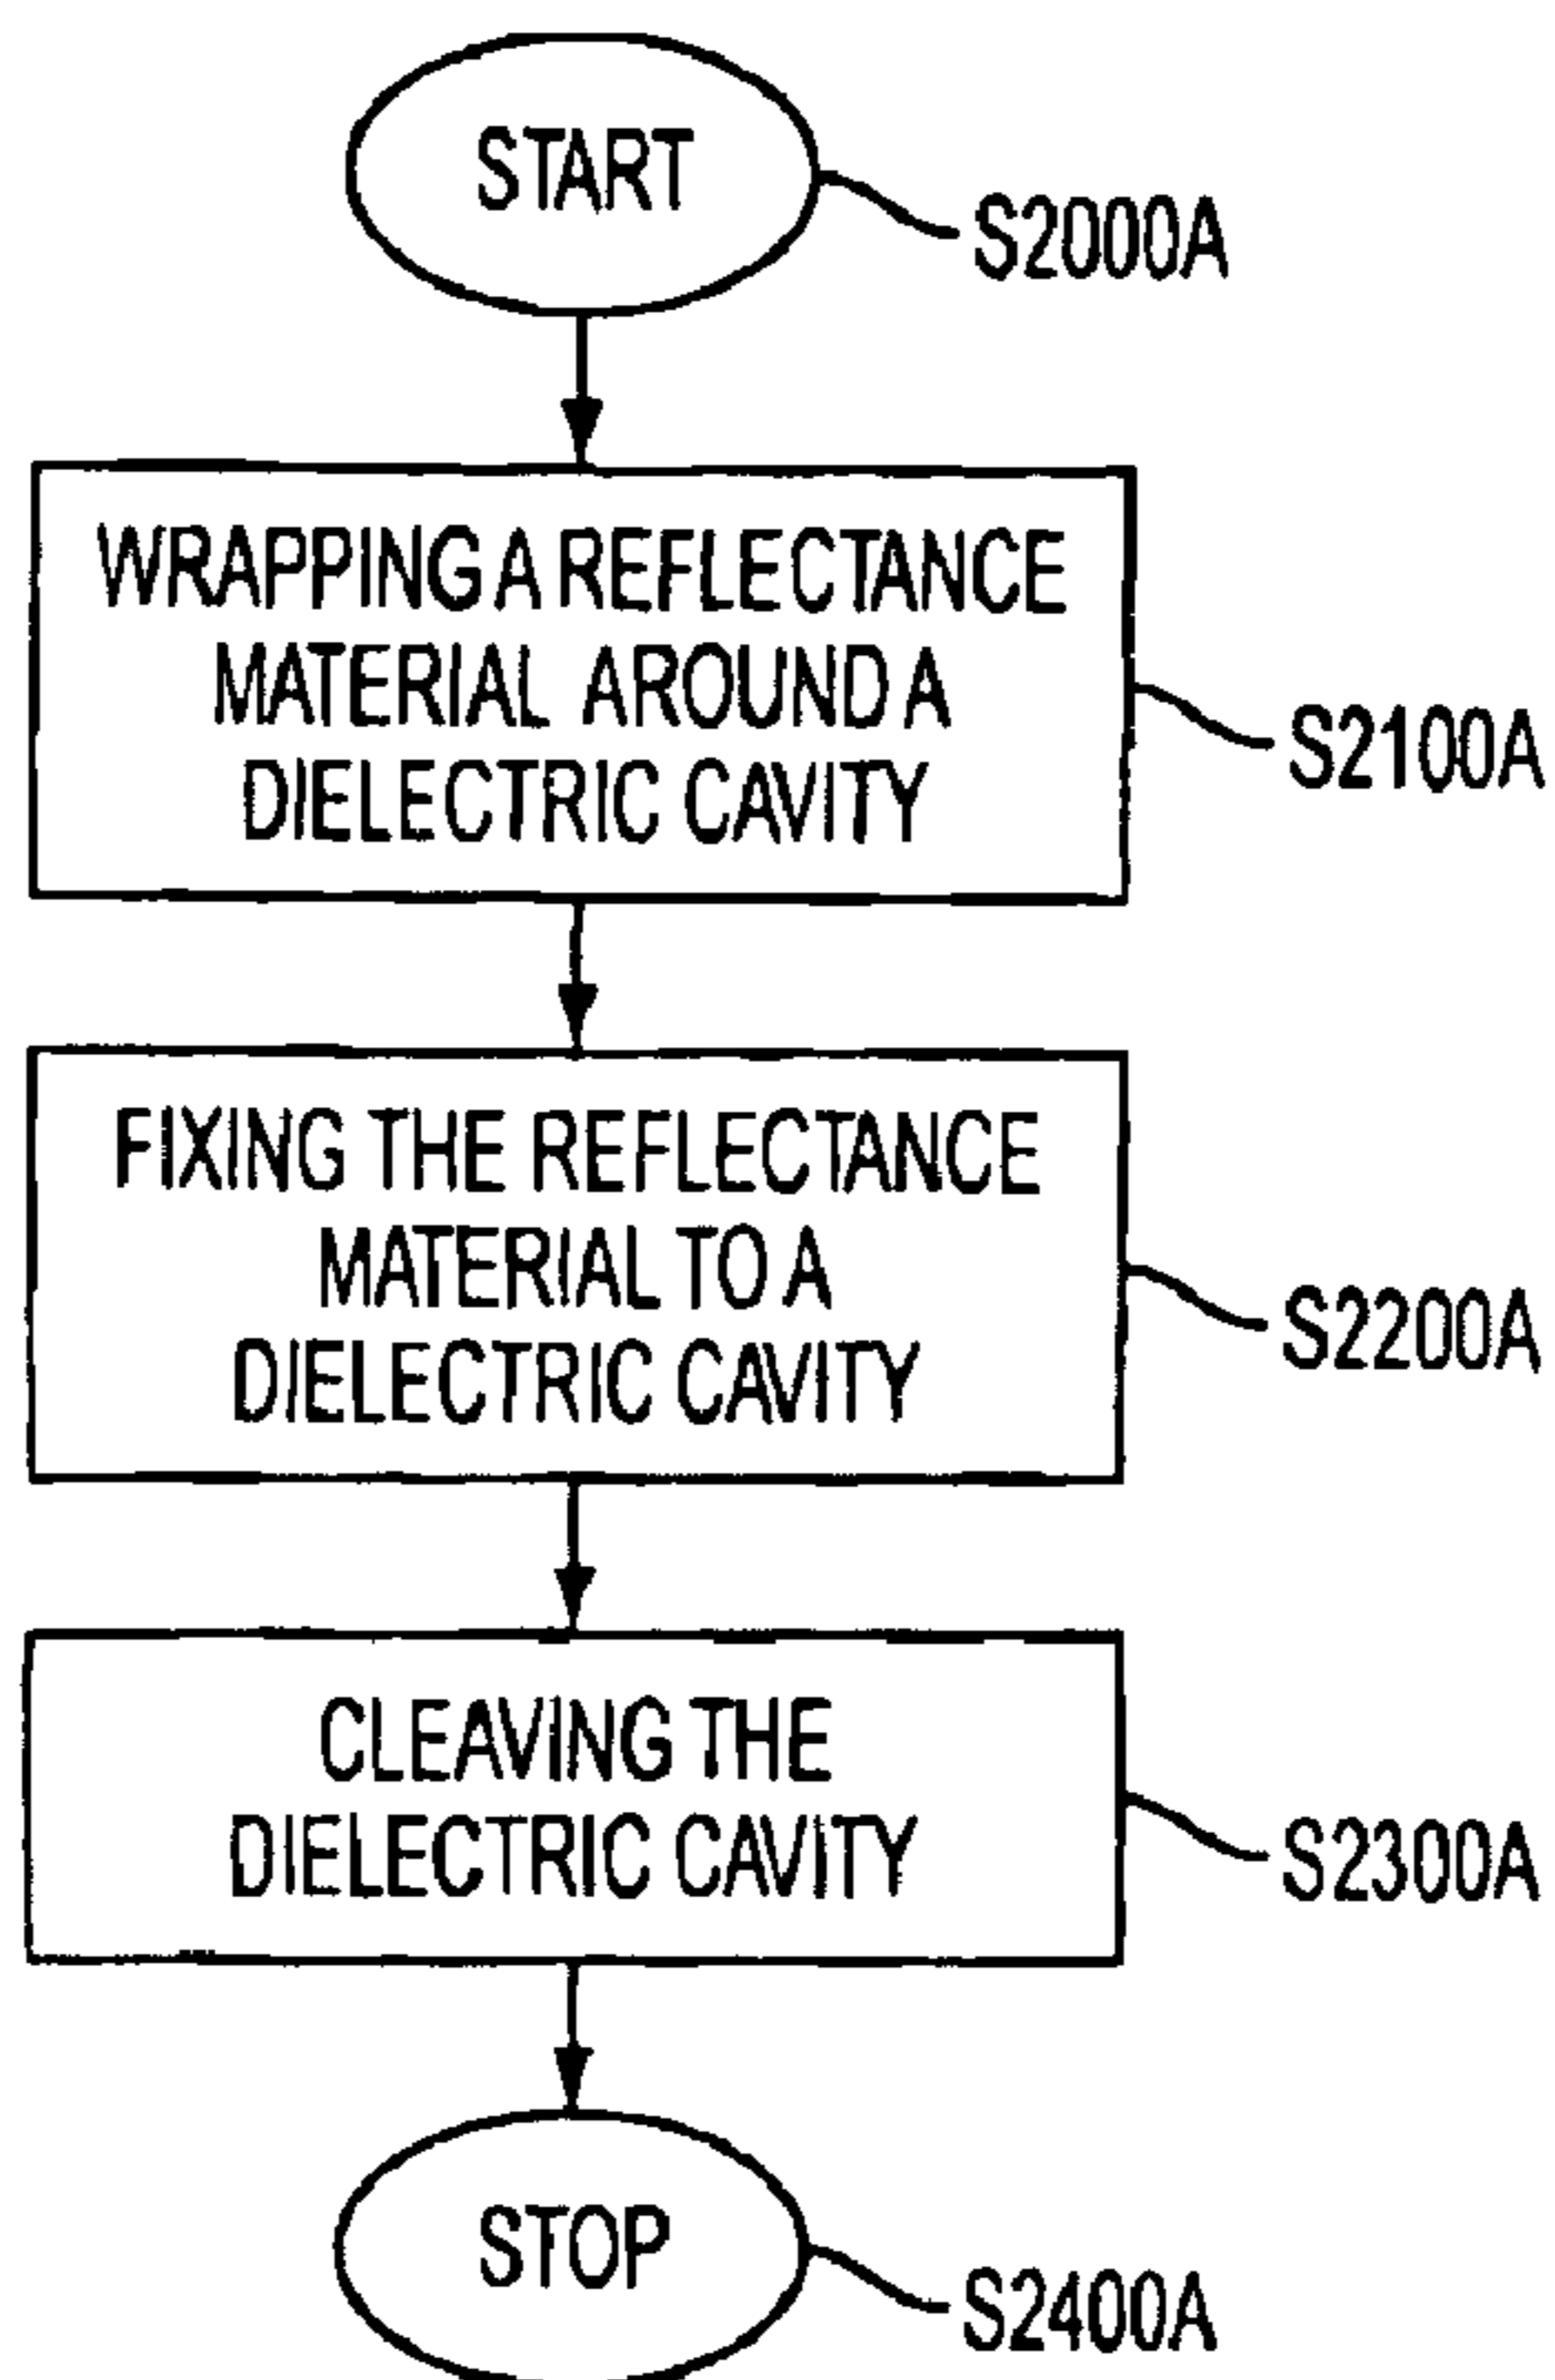 START
S2000A
WRAPPING A REFLECTANCE
MATERIAL AROUND A
DIELECTRIC CAVITY
S2100A
FIXING THE REFLECTANCE
MATERIAL TO A
DIELECTRIC CAVITY
S2200A
CLEAVING THE
DIELECTRIC CAVITY
S2300A
STOP
S2400A